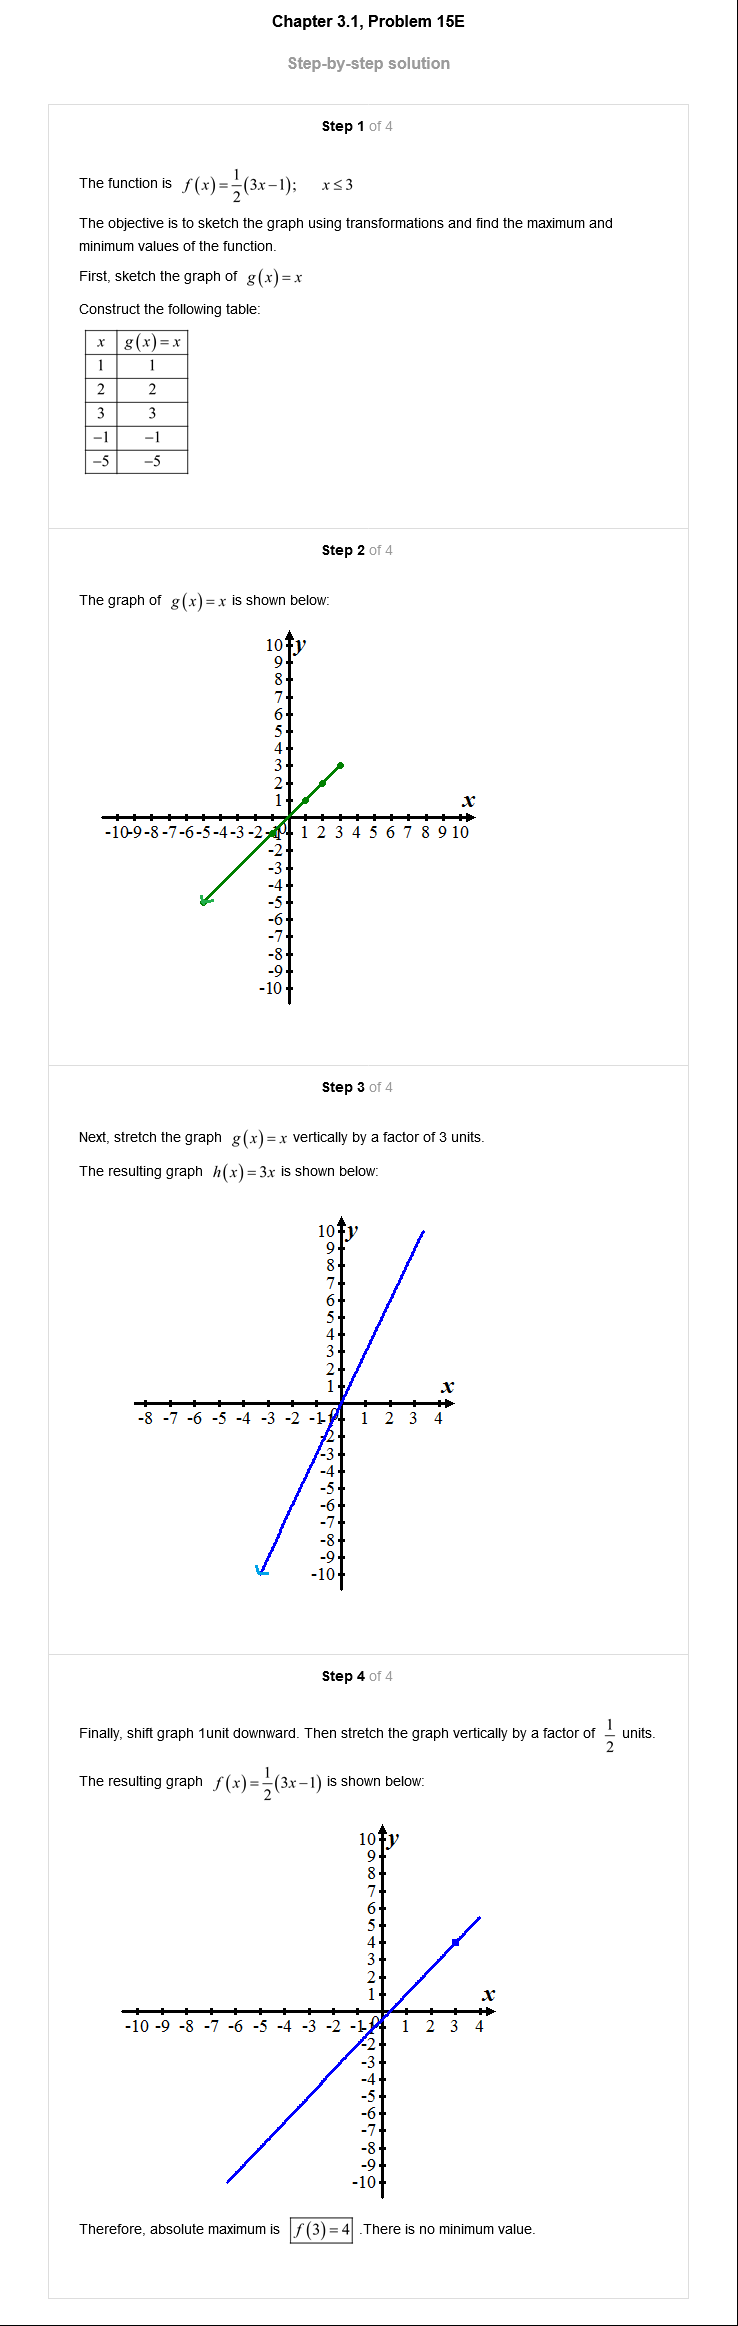 Chapter 3.1, Problem 15E
Step-by-step solution
Step 1 of 4
The function is f(x)=1/2(3x−1); x≤3
The objective is to sketch the graph using transformations and find the maximum and
minimum values of the function.
First, sketch the graph of g(x)=x
Construct the following table:
x g(x)=x
1 1
2 2
3 3
−1 −1
−5 −5
Step 2 of 4
The graph of g(x)=x is shown below:
10 y
9
8
7
6
5
4
3
2
1 x
-10-9-8-7-6-5-4-3-2-1 0 1 2 3 4 5 6 7 8 9 10
-2
-3
-4
-5
-6
-7
-8
-9
-10
Step 3 of 4
Next, stretch the graph g(x)=x vertically by a factor of 3 units.
The resulting graph h(x)=3x is shown below:
10 y
9
8
7
6
5
4
3
2
1 x
-8 -7 -6 -5 -4 -3 -2 -1 0 1 2 3 4
-2
-3
-4
-5
-6
-7
-8
-9
-10
Step 4 of 4
Finally, shift graph 1unit downward. Then stretch the graph vertically by a factor of 1/2 units.
The resulting graph f(x)=1/2(3x−1) is shown below:
10 y
9
8
7
6
5
4
3
2
1 x
-10 -9 -8 -7 -6 -5 -4 -3 -2 -1 0 1 2 3 4
-2
-3
-4
-5
-6
-7
-8
-9
-10
Therefore, absolute maximum is f(3)=4 .There is no minimum value.